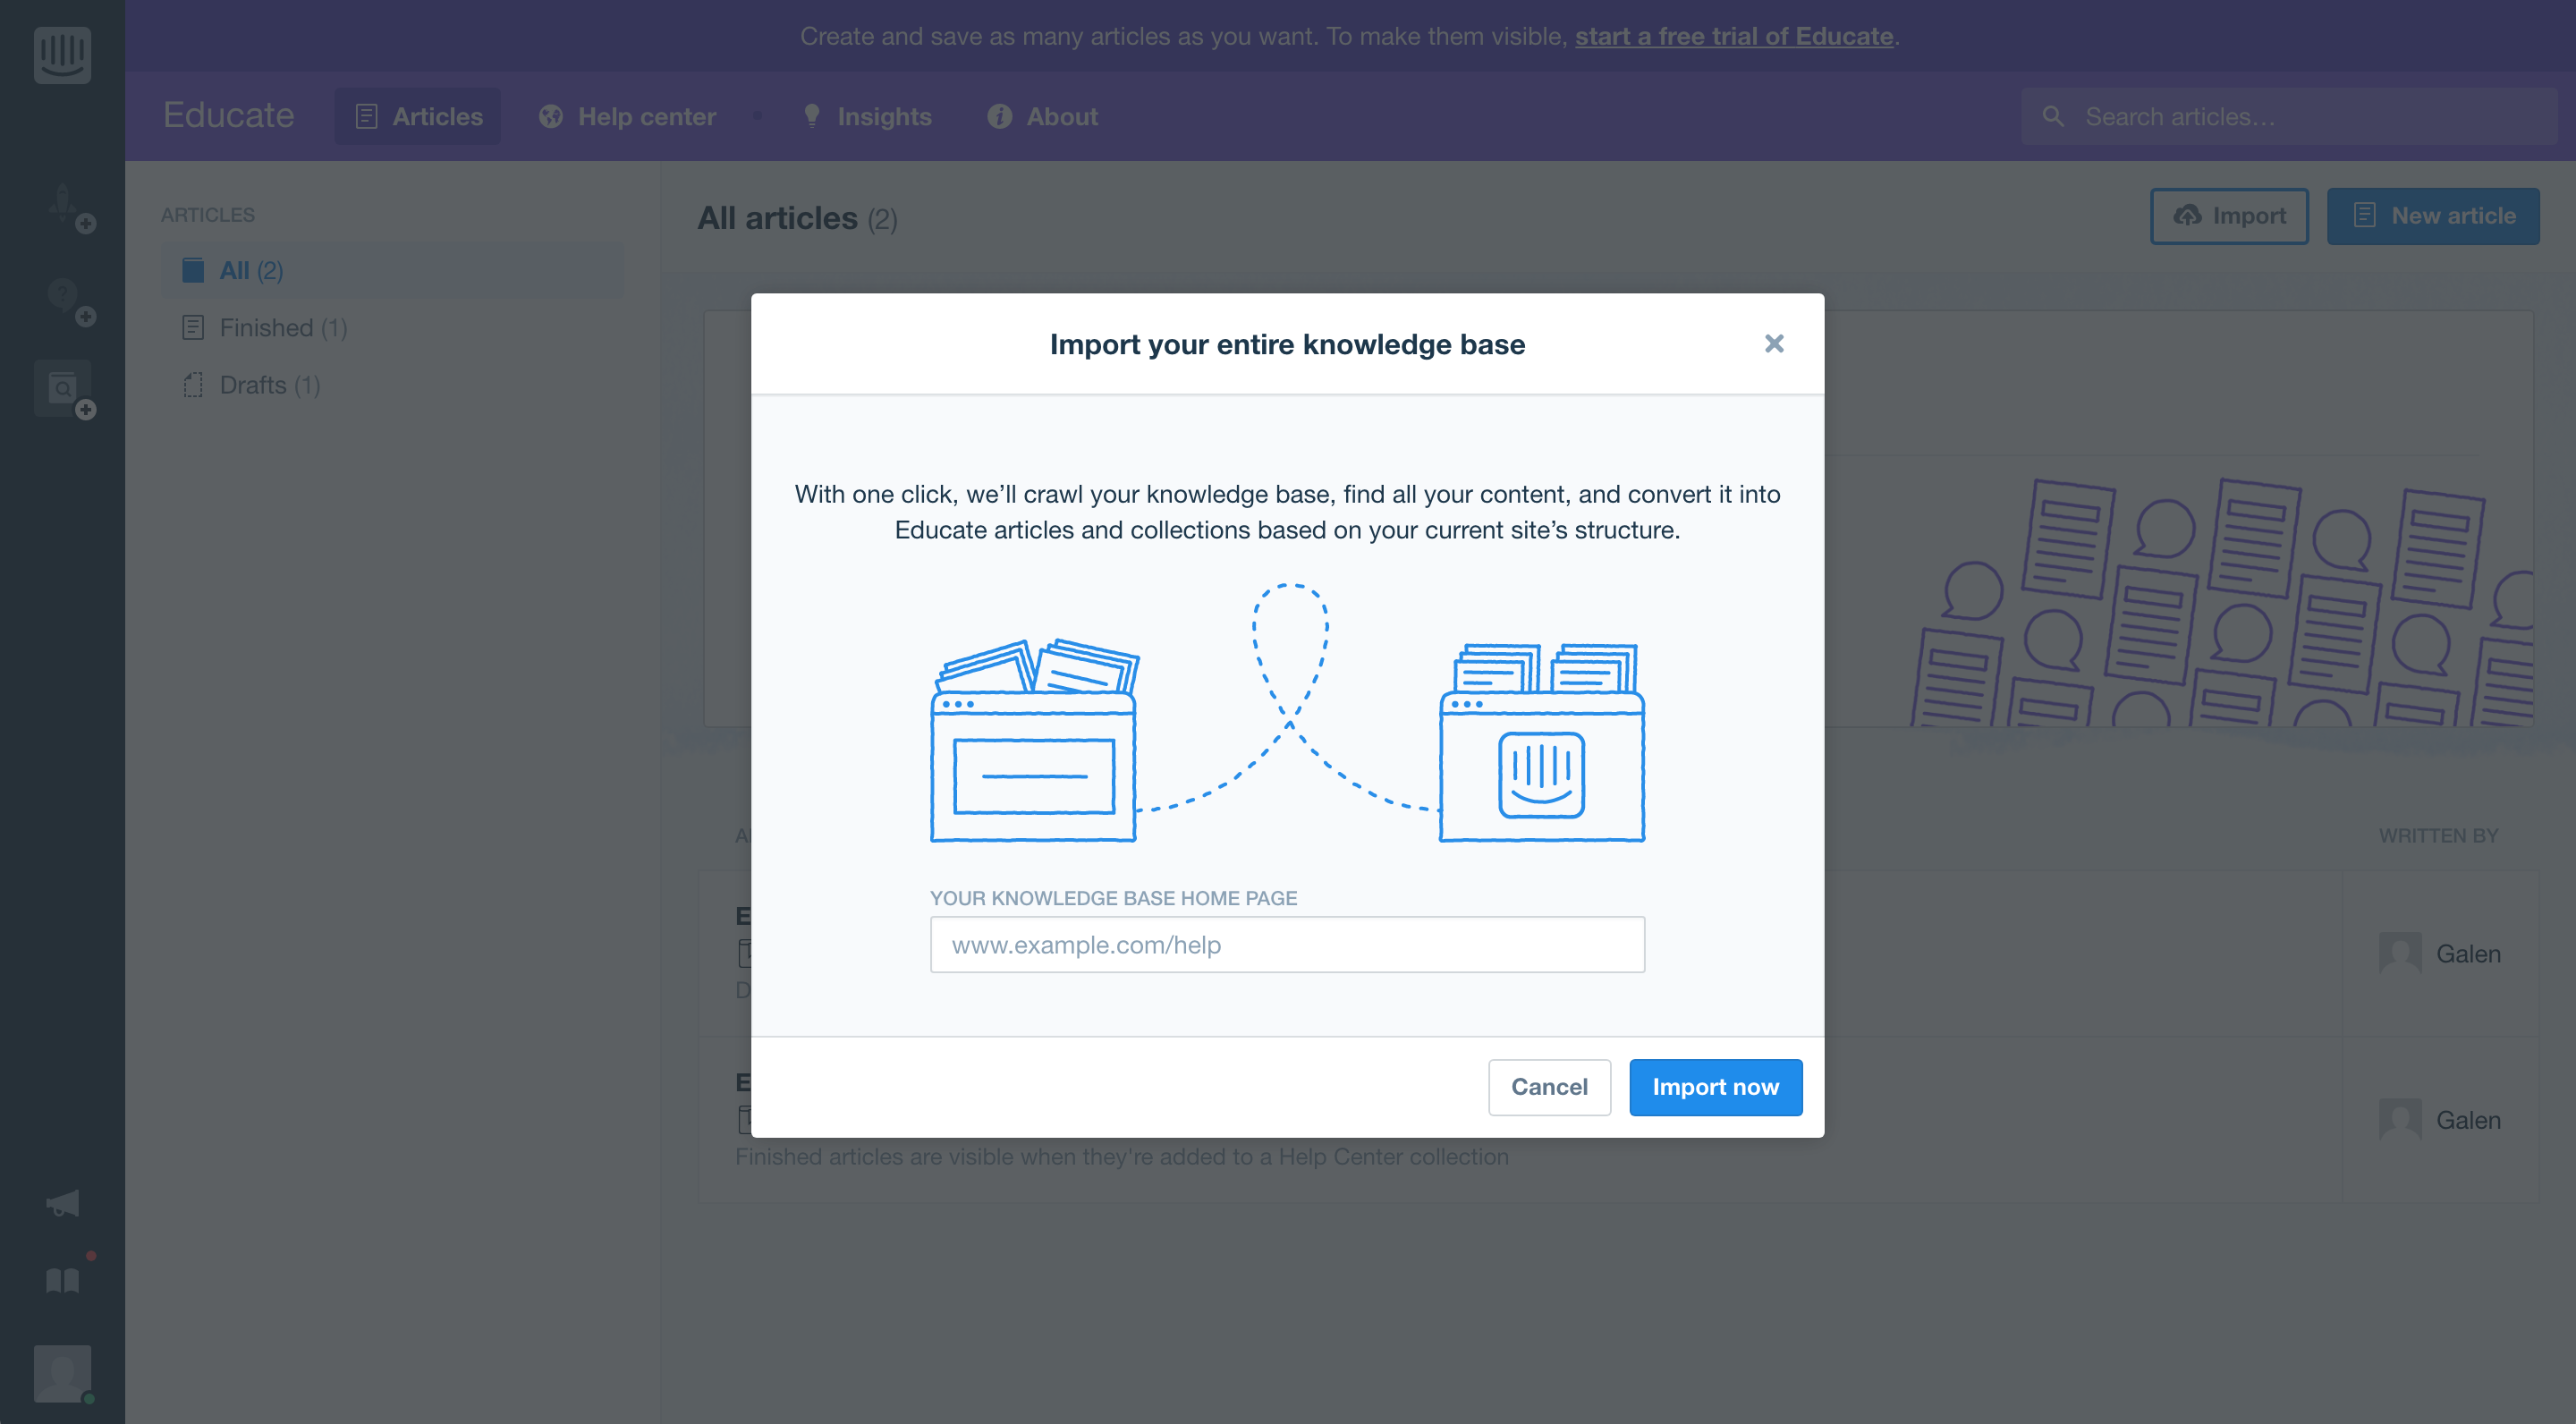 Create and save as many articles as you want. To make them visible, start a free trial of Educate.
Educate
Articles
Help center
Insights
About
Search articles…
ARTICLES
All (2)
Finished (1)
Drafts (1)
All articles (2)
Import
New article
Import your entire knowledge base
With one click, we’ll crawl your knowledge base, find all your content, and convert it into
Educate articles and collections based on your current site’s structure.
YOUR KNOWLEDGE BASE HOME PAGE
www.example.com/help
Cancel
Import now
WRITTEN BY
Galen
Galen
Finished articles are visible when they're added to a Help Center collection